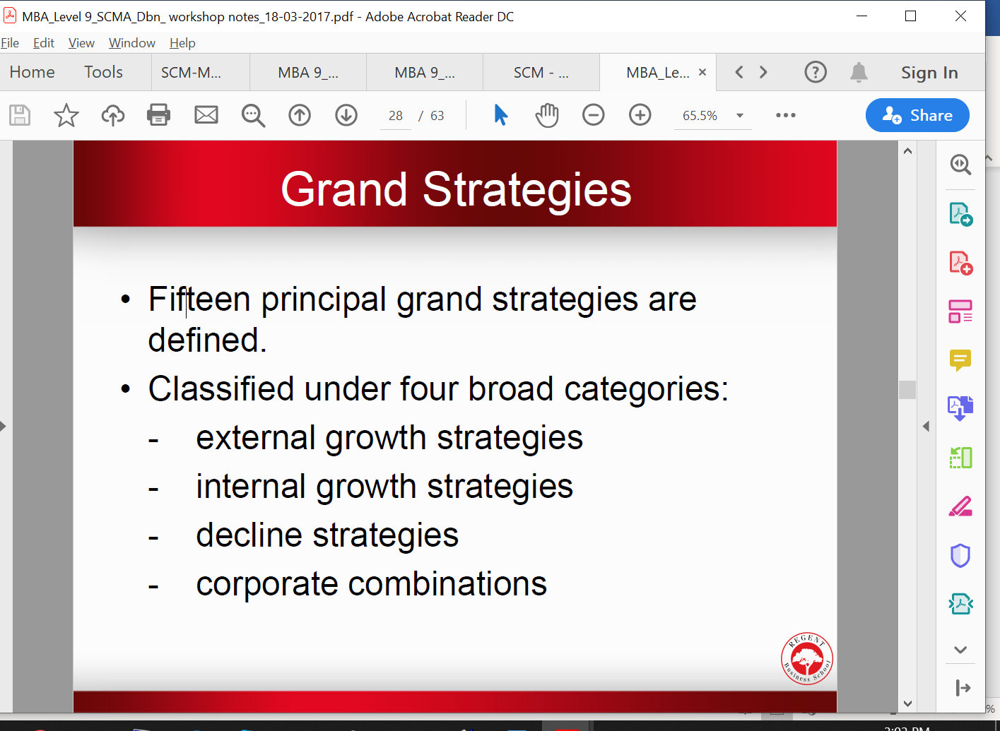 MBA_Level 9_SCMA_Dbn_ workshop notes_18-03-2017.pdf - Adobe Acrobat Reader DC
File Edit View Window Help
Home Tools SCM-M... MBA 9_... MBA 9_... SCM - ... MBA_Le... × ? Sign In
28 / 63 65.5% Share
Grand Strategies
• Fifteen principal grand strategies are
defined.
• Classified under four broad categories:
- external growth strategies
- internal growth strategies
- decline strategies
- corporate combinations
REGENT
Business School
%